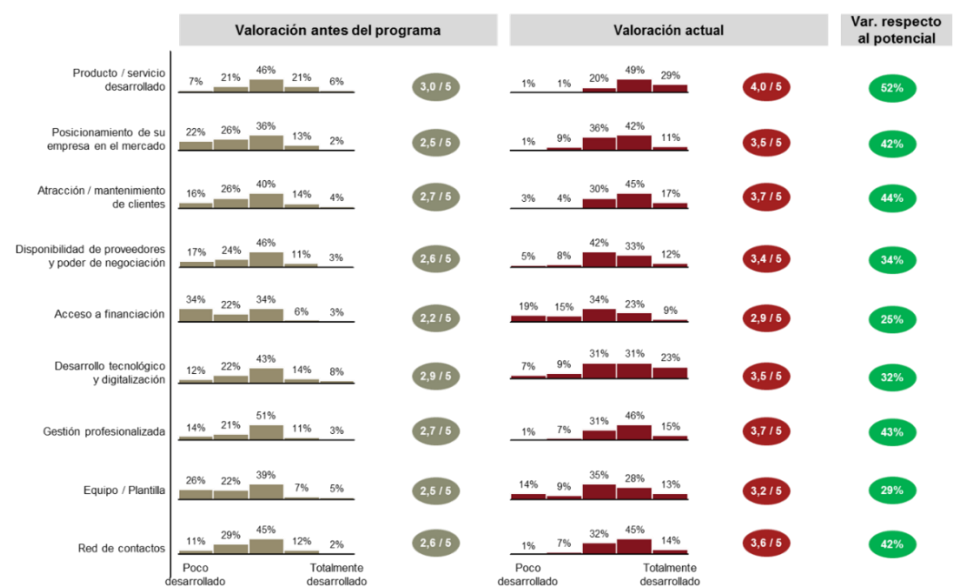 Valoración antes del programa
Valoración actual
Var. respecto
al potencial
Producto / servicio
desarrollado
7% 21% 46% 21% 6%
3,0 / 5
1% 1% 20% 49% 29%
4,0 / 5
52%
Posicionamiento de su
empresa en el mercado
22% 26% 36% 13% 2%
2,5 / 5
1% 9% 36% 42% 11%
3,5 / 5
42%
Atracción / mantenimiento
de clientes
16% 26% 40% 14% 4%
2,7 / 5
3% 4% 30% 45% 17%
3,7 / 5
44%
Disponibilidad de proveedores
y poder de negociación
17% 24% 46% 11% 3%
2,6 / 5
5% 8% 42% 33% 12%
3,4 / 5
34%
Acceso a financiación
34% 22% 34% 6% 3%
2,2 / 5
19% 15% 34% 23% 9%
2,9 / 5
25%
Desarrollo tecnológico
y digitalización
12% 22% 43% 14% 8%
2,9 / 5
7% 9% 31% 31% 23%
3,5 / 5
32%
Gestión profesionalizada
14% 21% 51% 11% 3%
2,7 / 5
1% 7% 31% 46% 15%
3,7 / 5
43%
Equipo / Plantilla
26% 22% 39% 7% 5%
2,5 / 5
14% 9% 35% 28% 13%
3,2 / 5
29%
Red de contactos
11% 29% 45% 12% 2%
2,6 / 5
1% 7% 32% 45% 14%
3,6 / 5
42%
Poco
desarrollado
Totalmente
desarrollado
Poco
desarrollado
Totalmente
desarrollado